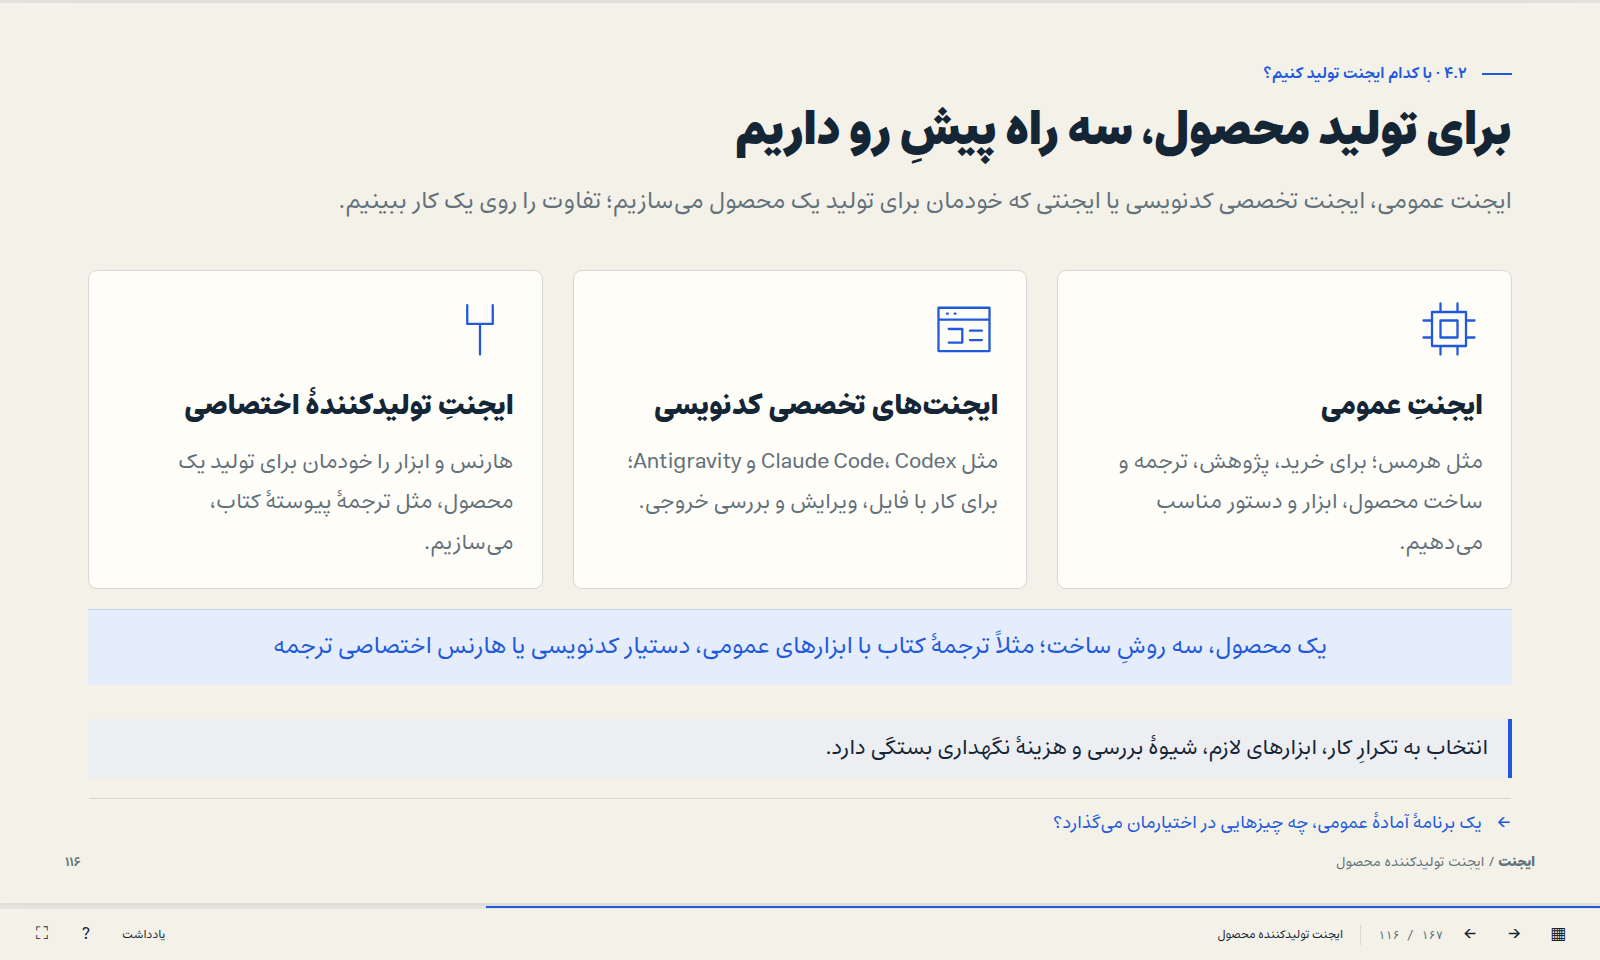 ۴.۲ · با کدام ایجنت تولید کنیم؟
برای تولید محصول، سه راه پیشِ رو داریم
ایجنت عمومی، ایجنت تخصصی کدنویسی یا ایجنتی که خودمان برای تولید یک محصول می‌سازیم؛ تفاوت را روی یک کار ببینیم.
ایجنتِ عمومی
مثل هرمس؛ برای خرید، پژوهش، ترجمه و
ساخت محصول، ابزار و دستور مناسب
می‌دهیم.
ایجنت‌های تخصصی کدنویسی
مثل Claude Code، Codex و Antigravity؛
برای کار با فایل، ویرایش و بررسی خروجی.
ایجنتِ تولیدکنندهٔ اختصاصی
هارنس و ابزار را خودمان برای تولید یک
محصول، مثل ترجمهٔ پیوستهٔ کتاب،
می‌سازیم.
یک محصول، سه روشِ ساخت؛ مثلاً ترجمهٔ کتاب با ابزارهای عمومی، دستیار کدنویسی یا هارنس اختصاصی ترجمه
انتخاب به تکرارِ کار، ابزارهای لازم، شیوهٔ بررسی و هزینهٔ نگهداری بستگی دارد.
← یک برنامهٔ آمادهٔ عمومی، چه چیزهایی در اختیارمان می‌گذارد؟
ایجنت / ایجنت تولیدکننده محصول
۱۱۶
۱۱۶ / ۱۶۷
ایجنت تولیدکننده محصول
یادداشت
?